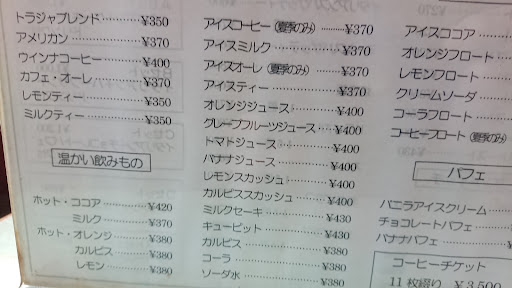 トラジャブレンド ¥350
アメリカン ¥370
ウインナコーヒー ¥400
カフェ・オーレ ¥370
レモンティー ¥350
ミルクティー ¥350
温かい飲みもの
ホット・ココア ¥420
ミルク ¥370
ホット・オレンジ ¥380
カルピス ¥380
レモン ¥380
アイスコーヒー(夏季のみ) ¥370
アイスミルク ¥370
アイスオーレ(夏季のみ) ¥370
アイスティー ¥370
オレンジジュース ¥400
グレープフルーツジュース ¥400
トマトジュース ¥400
バナナジュース ¥400
レモンスカッシュ ¥400
カルピススカッシュ ¥400
ミルクセーキ ¥430
キューピット ¥430
カルピス ¥380
コーラ ¥380
ソーダ水 ¥380
アイスココア
オレンジフロート
レモンフロート
クリームソーダ
コーラフロート
コーヒーフロート(夏季のみ)
パフェ
バニラアイスクリーム
チョコレートパフェ
バナナパフェ
コーヒーチケット
11枚綴り ¥3,500